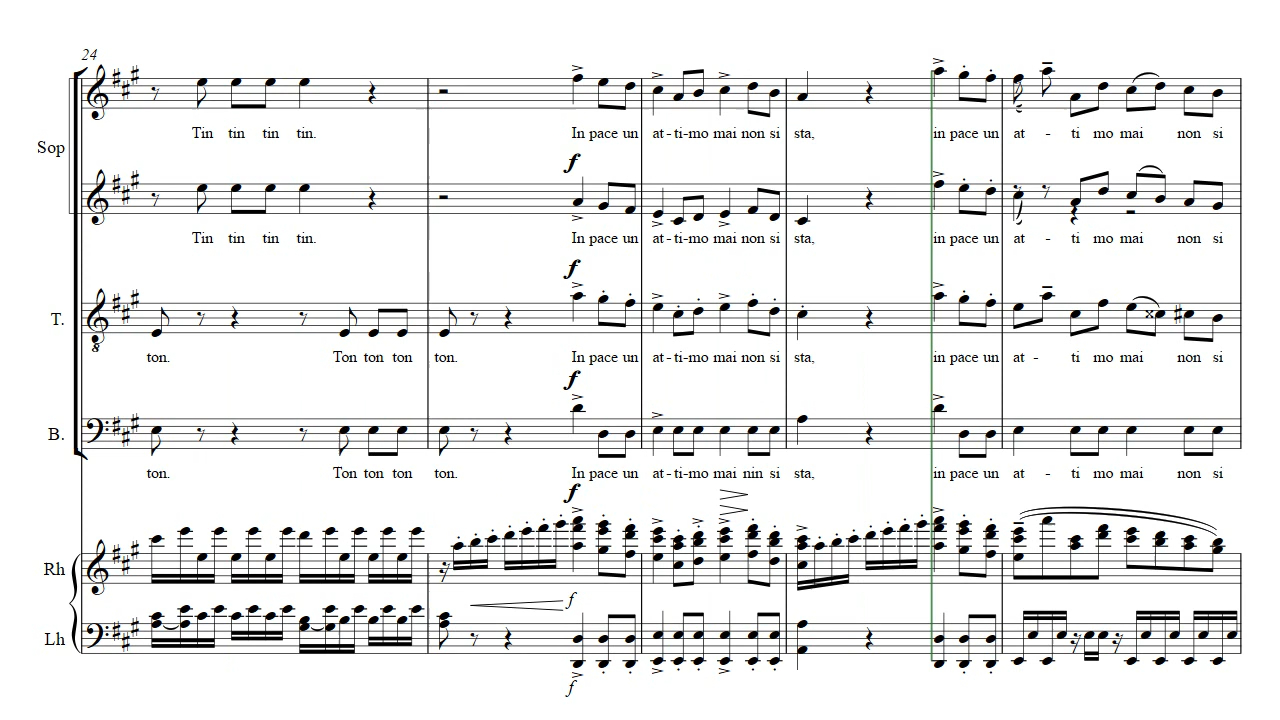 24
Tin tin tin tin. In pace un at-ti-mo mai non si sta, in pace un at - ti mo mai non si
Sop
f
Tin tin tin tin. In pace un at-ti-mo mai non si sta, in pace un at - ti mo mai non si
f
T.
8
ton. Ton ton ton ton. In pace un at-ti-mo mai non si sta, in pace un at - ti mo mai non si
f
B.
ton. Ton ton ton ton. In pace un at-ti-mo mai nin si sta, in pace un at - ti mo mai non si
f
Rh
f
Lh
f